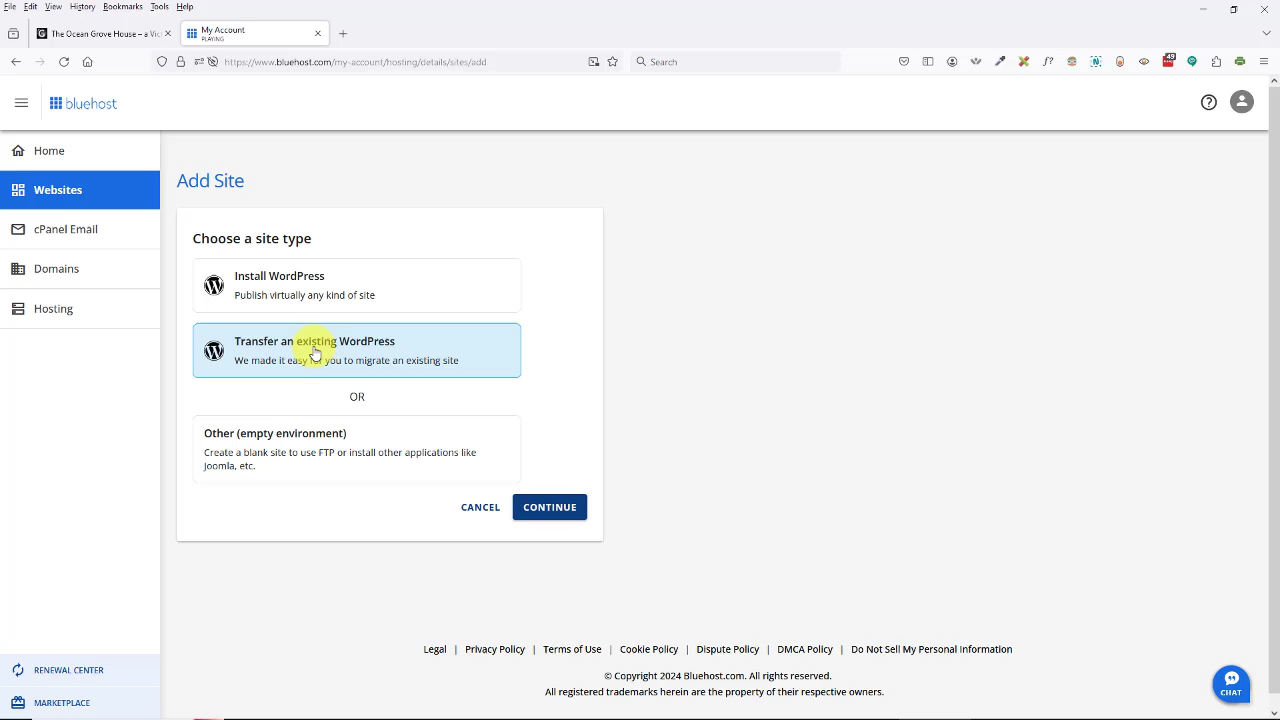 File Edit View History Bookmarks Tools Help
The Ocean Grove House – a Vic
My Account
PLAYING
https://www.bluehost.com/my-account/hosting/details/sites/add
Search
49
bluehost
Home
Websites
cPanel Email
Domains
Hosting
Add Site
Choose a site type
Install WordPress
Publish virtually any kind of site
Transfer an existing WordPress
We made it easy for you to migrate an existing site
OR
Other (empty environment)
Create a blank site to use FTP or install other applications like
Joomla, etc.
CANCEL CONTINUE
RENEWAL CENTER
MARKETPLACE
Legal | Privacy Policy | Terms of Use | Cookie Policy | Dispute Policy | DMCA Policy | Do Not Sell My Personal Information
© Copyright 2024 Bluehost.com. All rights reserved.
All registered trademarks herein are the property of their respective owners.
CHAT